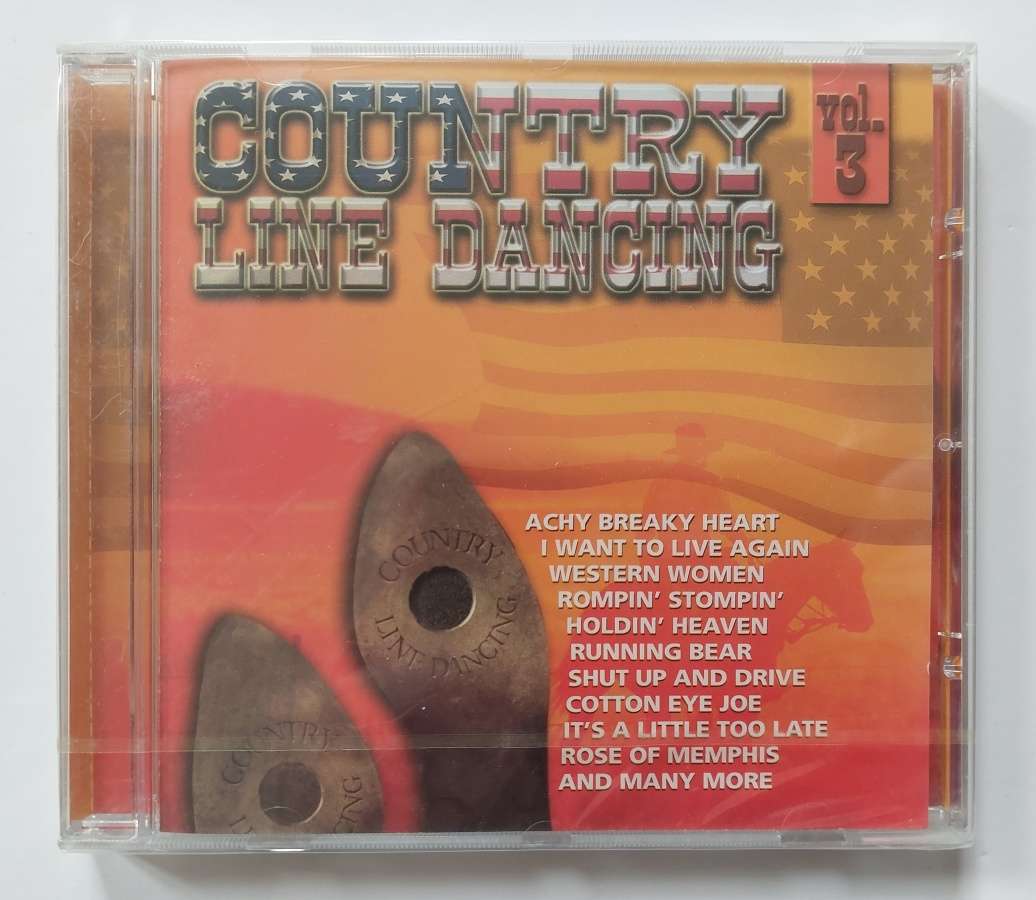 COUNTRY
LINE DANCING
vol.
3
COUNTRY
LINE DANCING
COUNTRY
ACHY BREAKY HEART
I WANT TO LIVE AGAIN
WESTERN WOMEN
ROMPIN' STOMPIN'
HOLDIN' HEAVEN
RUNNING BEAR
SHUT UP AND DRIVE
COTTON EYE JOE
IT'S A LITTLE TOO LATE
ROSE OF MEMPHIS
AND MANY MORE